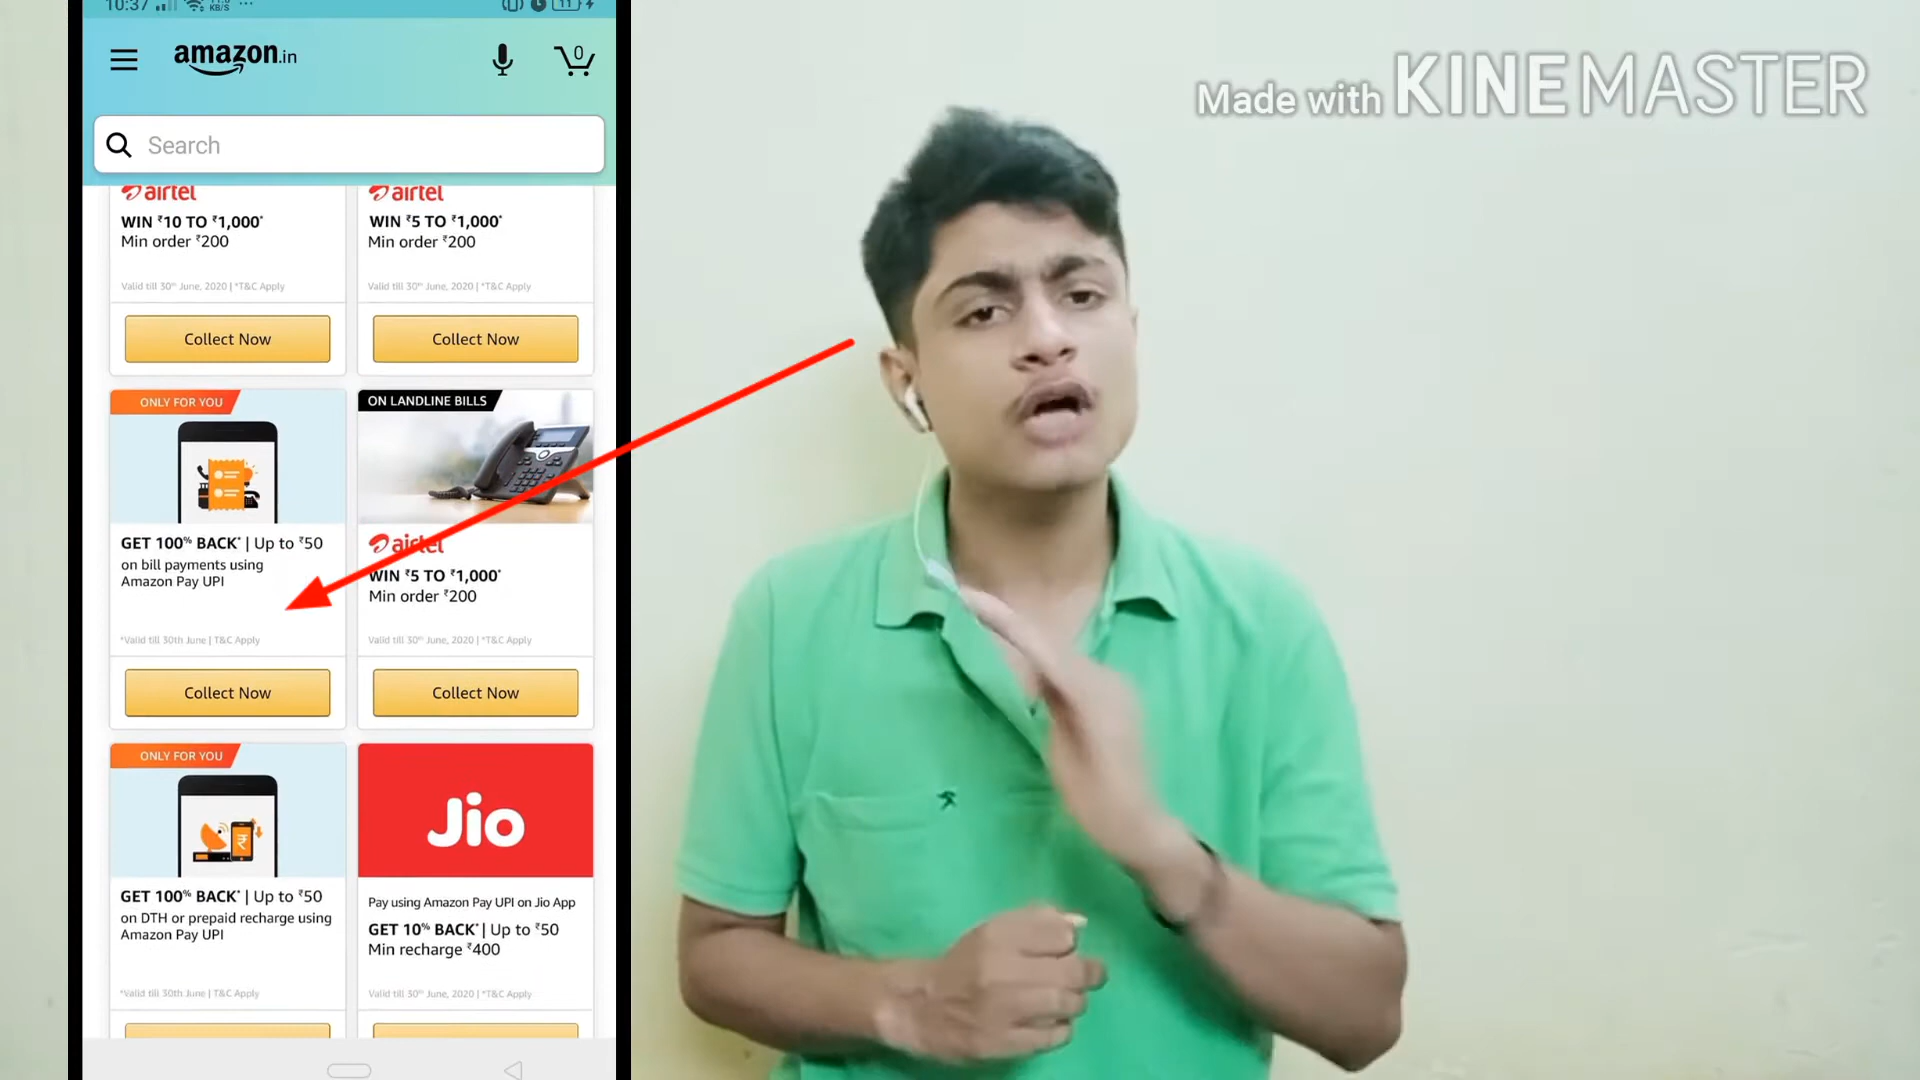 10:37
KB/S
11
amazon.in
0
Made with KINEMASTER
Search
airtel
WIN ₹10 TO ₹1,000*
Min order ₹200
Valid till 30th June, 2020 | *T&C Apply
Collect Now
airtel
WIN ₹5 TO ₹1,000*
Min order ₹200
Valid till 30th June, 2020 | *T&C Apply
Collect Now
ONLY FOR YOU
GET 100% BACK* | Up to ₹50
on bill payments using
Amazon Pay UPI
*Valid till 30th June | T&C Apply
Collect Now
ON LANDLINE BILLS
airtel
WIN ₹5 TO ₹1,000*
Min order ₹200
Valid till 30th June, 2020 | *T&C Apply
Collect Now
ONLY FOR YOU
₹
GET 100% BACK* | Up to ₹50
on DTH or prepaid recharge using
Amazon Pay UPI
*Valid till 30th June | T&C Apply
Jio
Pay using Amazon Pay UPI on Jio App
GET 10% BACK* | Up to ₹50
Min recharge ₹400
Valid till 30th June, 2020 | *T&C Apply